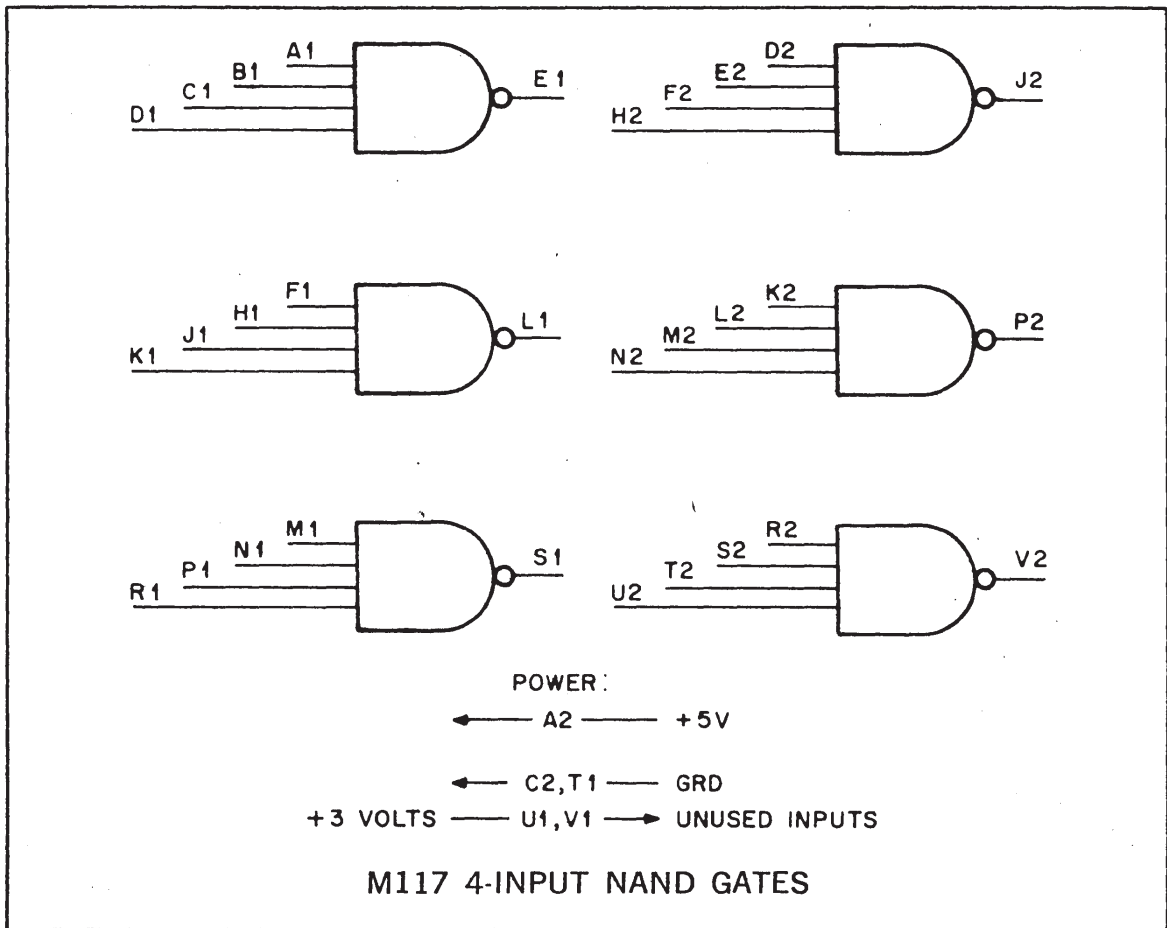 A1
B1
C1
D1
E1
D2
E2
F2
H2
J2
F1
H1
J1
K1
L1
K2
L2
M2
N2
P2
M1
N1
P1
R1
S1
R2
S2
T2
U2
V2
POWER:
A2 +5V
C2,T1 GRD
+3 VOLTS U1,V1 UNUSED INPUTS
M117 4-INPUT NAND GATES